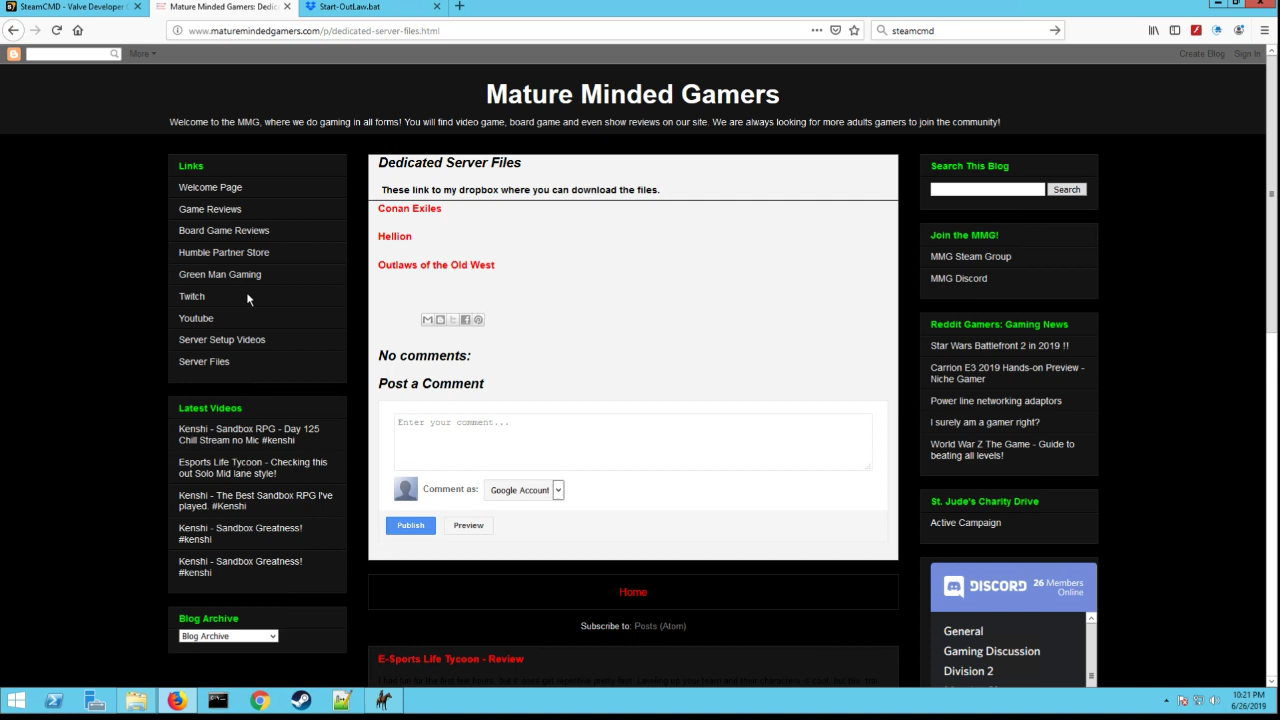 SteamCMD - Valve Developer
Mature Minded Gamers: Dedic
Start-OutLaw.bat
www.maturemindedgamers.com/p/dedicated-server-files.html
steamcmd
More
Create Blog
Sign In
Mature Minded Gamers
Welcome to the MMG, where we do gaming in all forms! You will find video game, board game and even show reviews on our site. We are always looking for more adults gamers to join the community!
Links
Welcome Page
Game Reviews
Board Game Reviews
Humble Partner Store
Green Man Gaming
Twitch
Youtube
Server Setup Videos
Server Files
Latest Videos
Kenshi - Sandbox RPG - Day 125
Chill Stream no Mic #kenshi
Esports Life Tycoon - Checking this
out Solo Mid lane style!
Kenshi - The Best Sandbox RPG I've
played. #Kenshi
Kenshi - Sandbox Greatness!
#kenshi
Kenshi - Sandbox Greatness!
#kenshi
Blog Archive
Blog Archive
Dedicated Server Files
These link to my dropbox where you can download the files.
Conan Exiles
Hellion
Outlaws of the Old West
No comments:
Post a Comment
Enter your comment...
Comment as:
Google Account
Publish
Preview
Home
Subscribe to: Posts (Atom)
E-Sports Life Tycoon - Review
Search This Blog
Search
Join the MMG!
MMG Steam Group
MMG Discord
Reddit Gamers: Gaming News
Star Wars Battlefront 2 in 2019 !!
Carrion E3 2019 Hands-on Preview -
Niche Gamer
Power line networking adaptors
I surely am a gamer right?
World War Z The Game - Guide to
beating all levels!
St. Jude's Charity Drive
Active Campaign
DISCORD
26 Members
Online
General
Gaming Discussion
Division 2
10:21 PM
6/26/2019